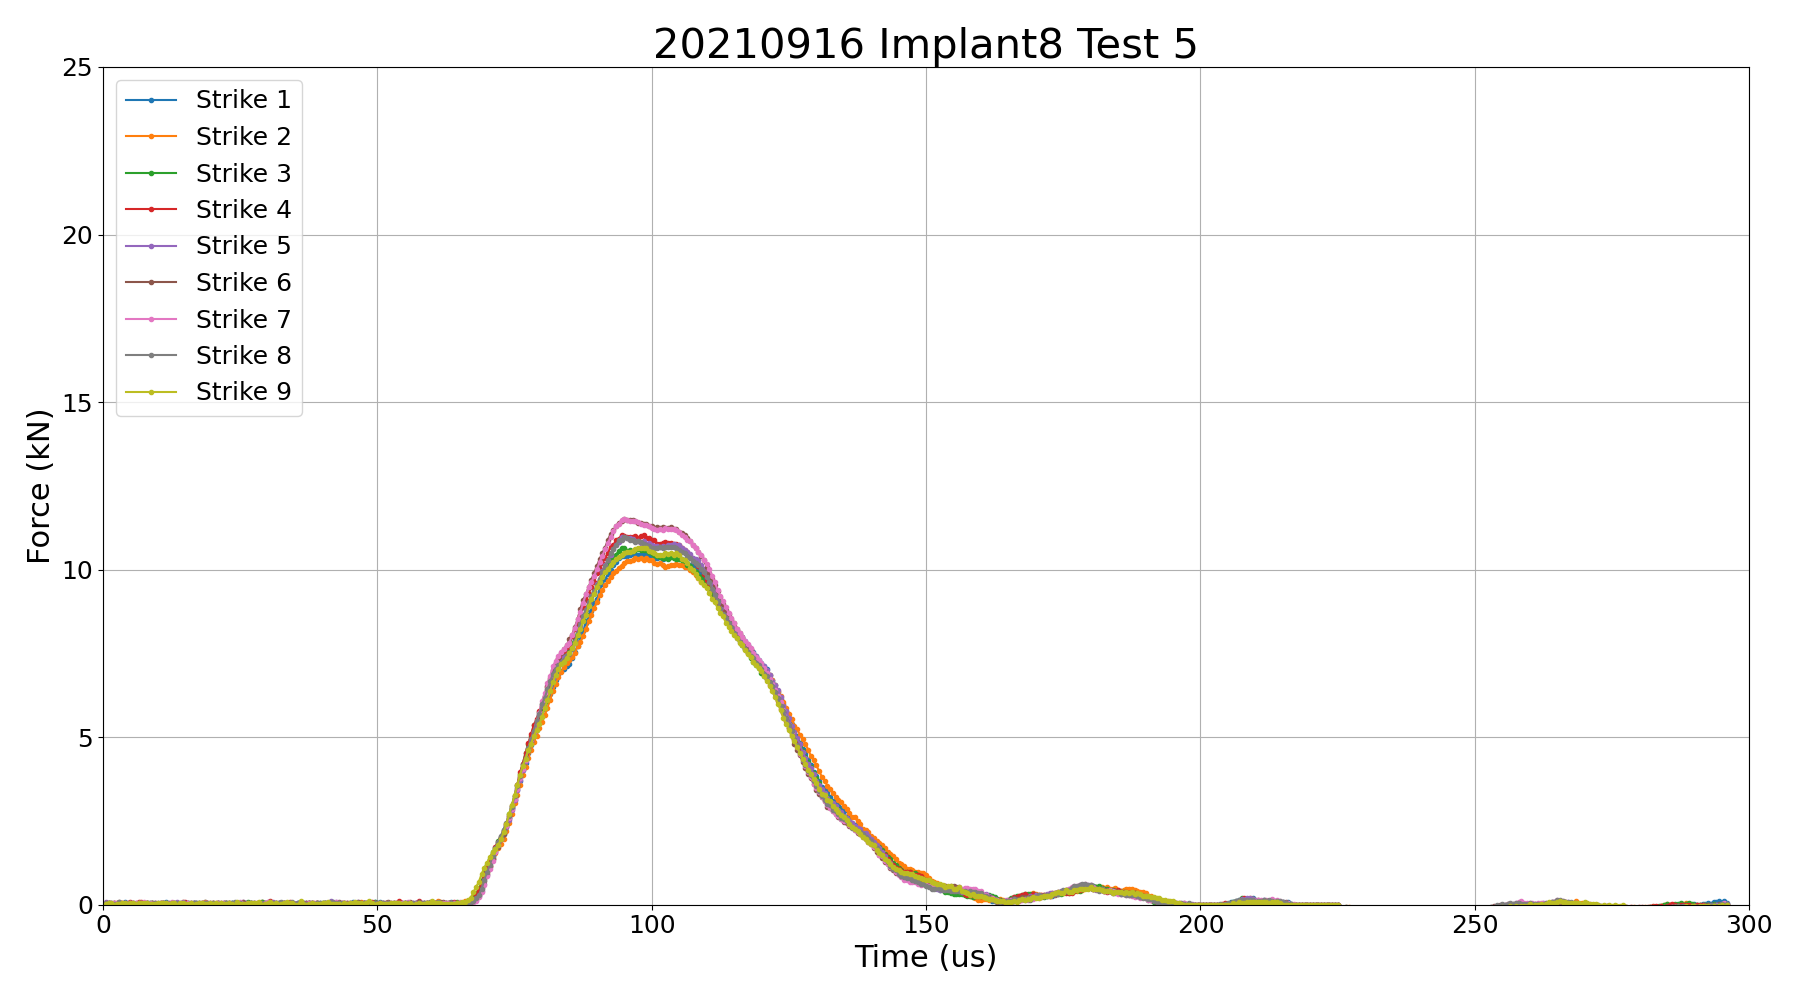 20210916 Implant8 Test 5
25
20
15
10
5
0
Force (kN)
Strike 1
Strike 2
Strike 3
Strike 4
Strike 5
Strike 6
Strike 7
Strike 8
Strike 9
0 50 100 150 200 250 300
Time (us)